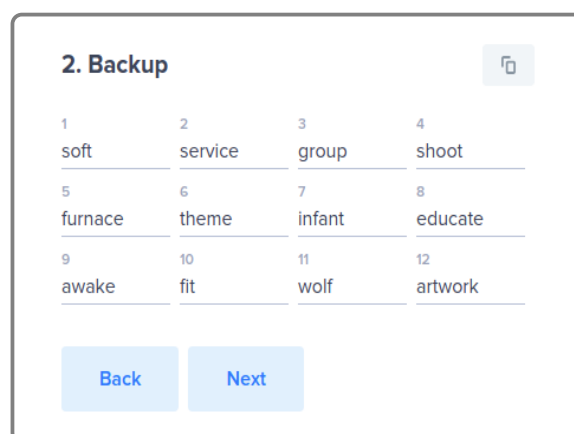 2. Backup
1 2 3 4
soft service group shoot
5 6 7 8
furnace theme infant educate
9 10 11 12
awake fit wolf artwork
Back Next